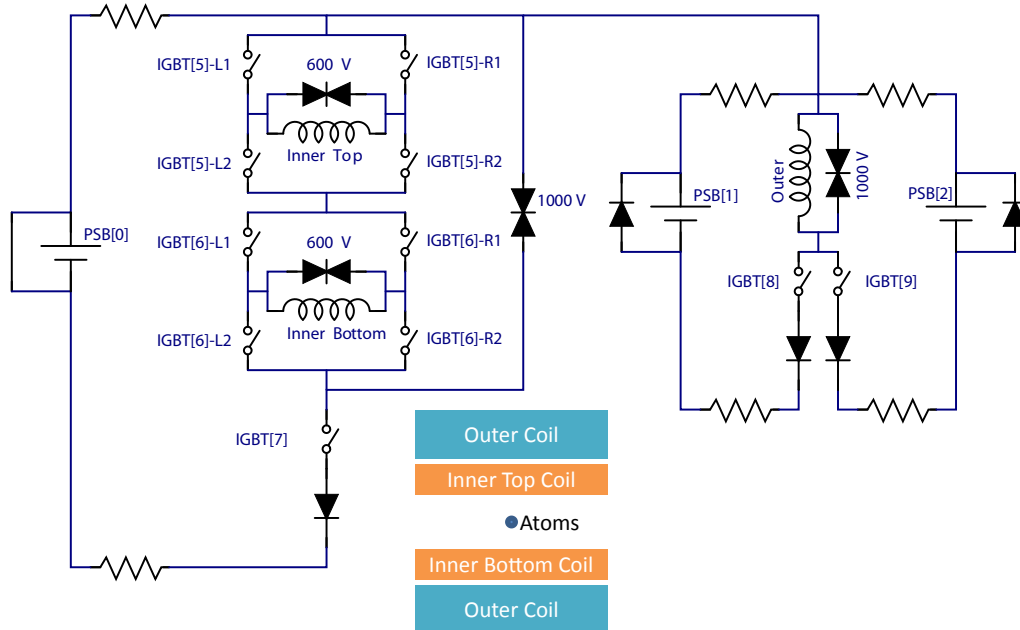 IGBT[5]-L1
600 V
IGBT[5]-R1
Inner Top
IGBT[5]-L2
IGBT[5]-R2
PSB[0]
IGBT[6]-L1
600 V
IGBT[6]-R1
Inner Bottom
IGBT[6]-L2
IGBT[6]-R2
1000 V
IGBT[7]
PSB[1]
Outer
1000 V
PSB[2]
IGBT[8]
IGBT[9]
Outer Coil
Inner Top Coil
Atoms
Inner Bottom Coil
Outer Coil